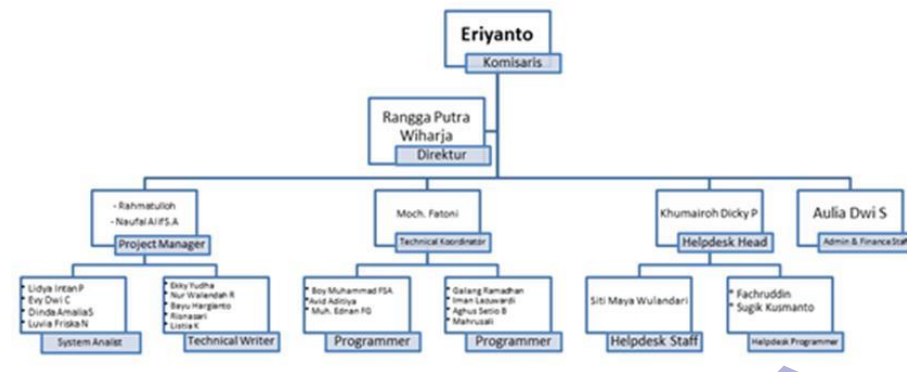 Eriyanto
Komisaris
Rangga Putra
Wiharja
Direktur
- Rahmatulloh
- Naufal Alif S.A
Project Manager
Moch. Fatoni
Technical Koordinator
Khumairoh Dicky P
Helpdesk Head
Aulia Dwi S
Admin & Finance Staff
Lidya Intan P
Evy Dwi C
Dinda Amalia S
Luvia Friska N
System Analist
Ekky Yudha
Nur Walendah R
Bayu Hargianto
Risnasari
Listia K
Technical Writer
Boy Muhammad FSA
Avid Aditiya
Muh. Ednan FG
Programmer
Galang Ramadhan
Iman Lazuwardi
Aghus Setio B
Mahrusali
Programmer
Siti Maya Wulandari
Helpdesk Staff
Fachruddin
Sugik Kusmanto
Helpdesk Programmer